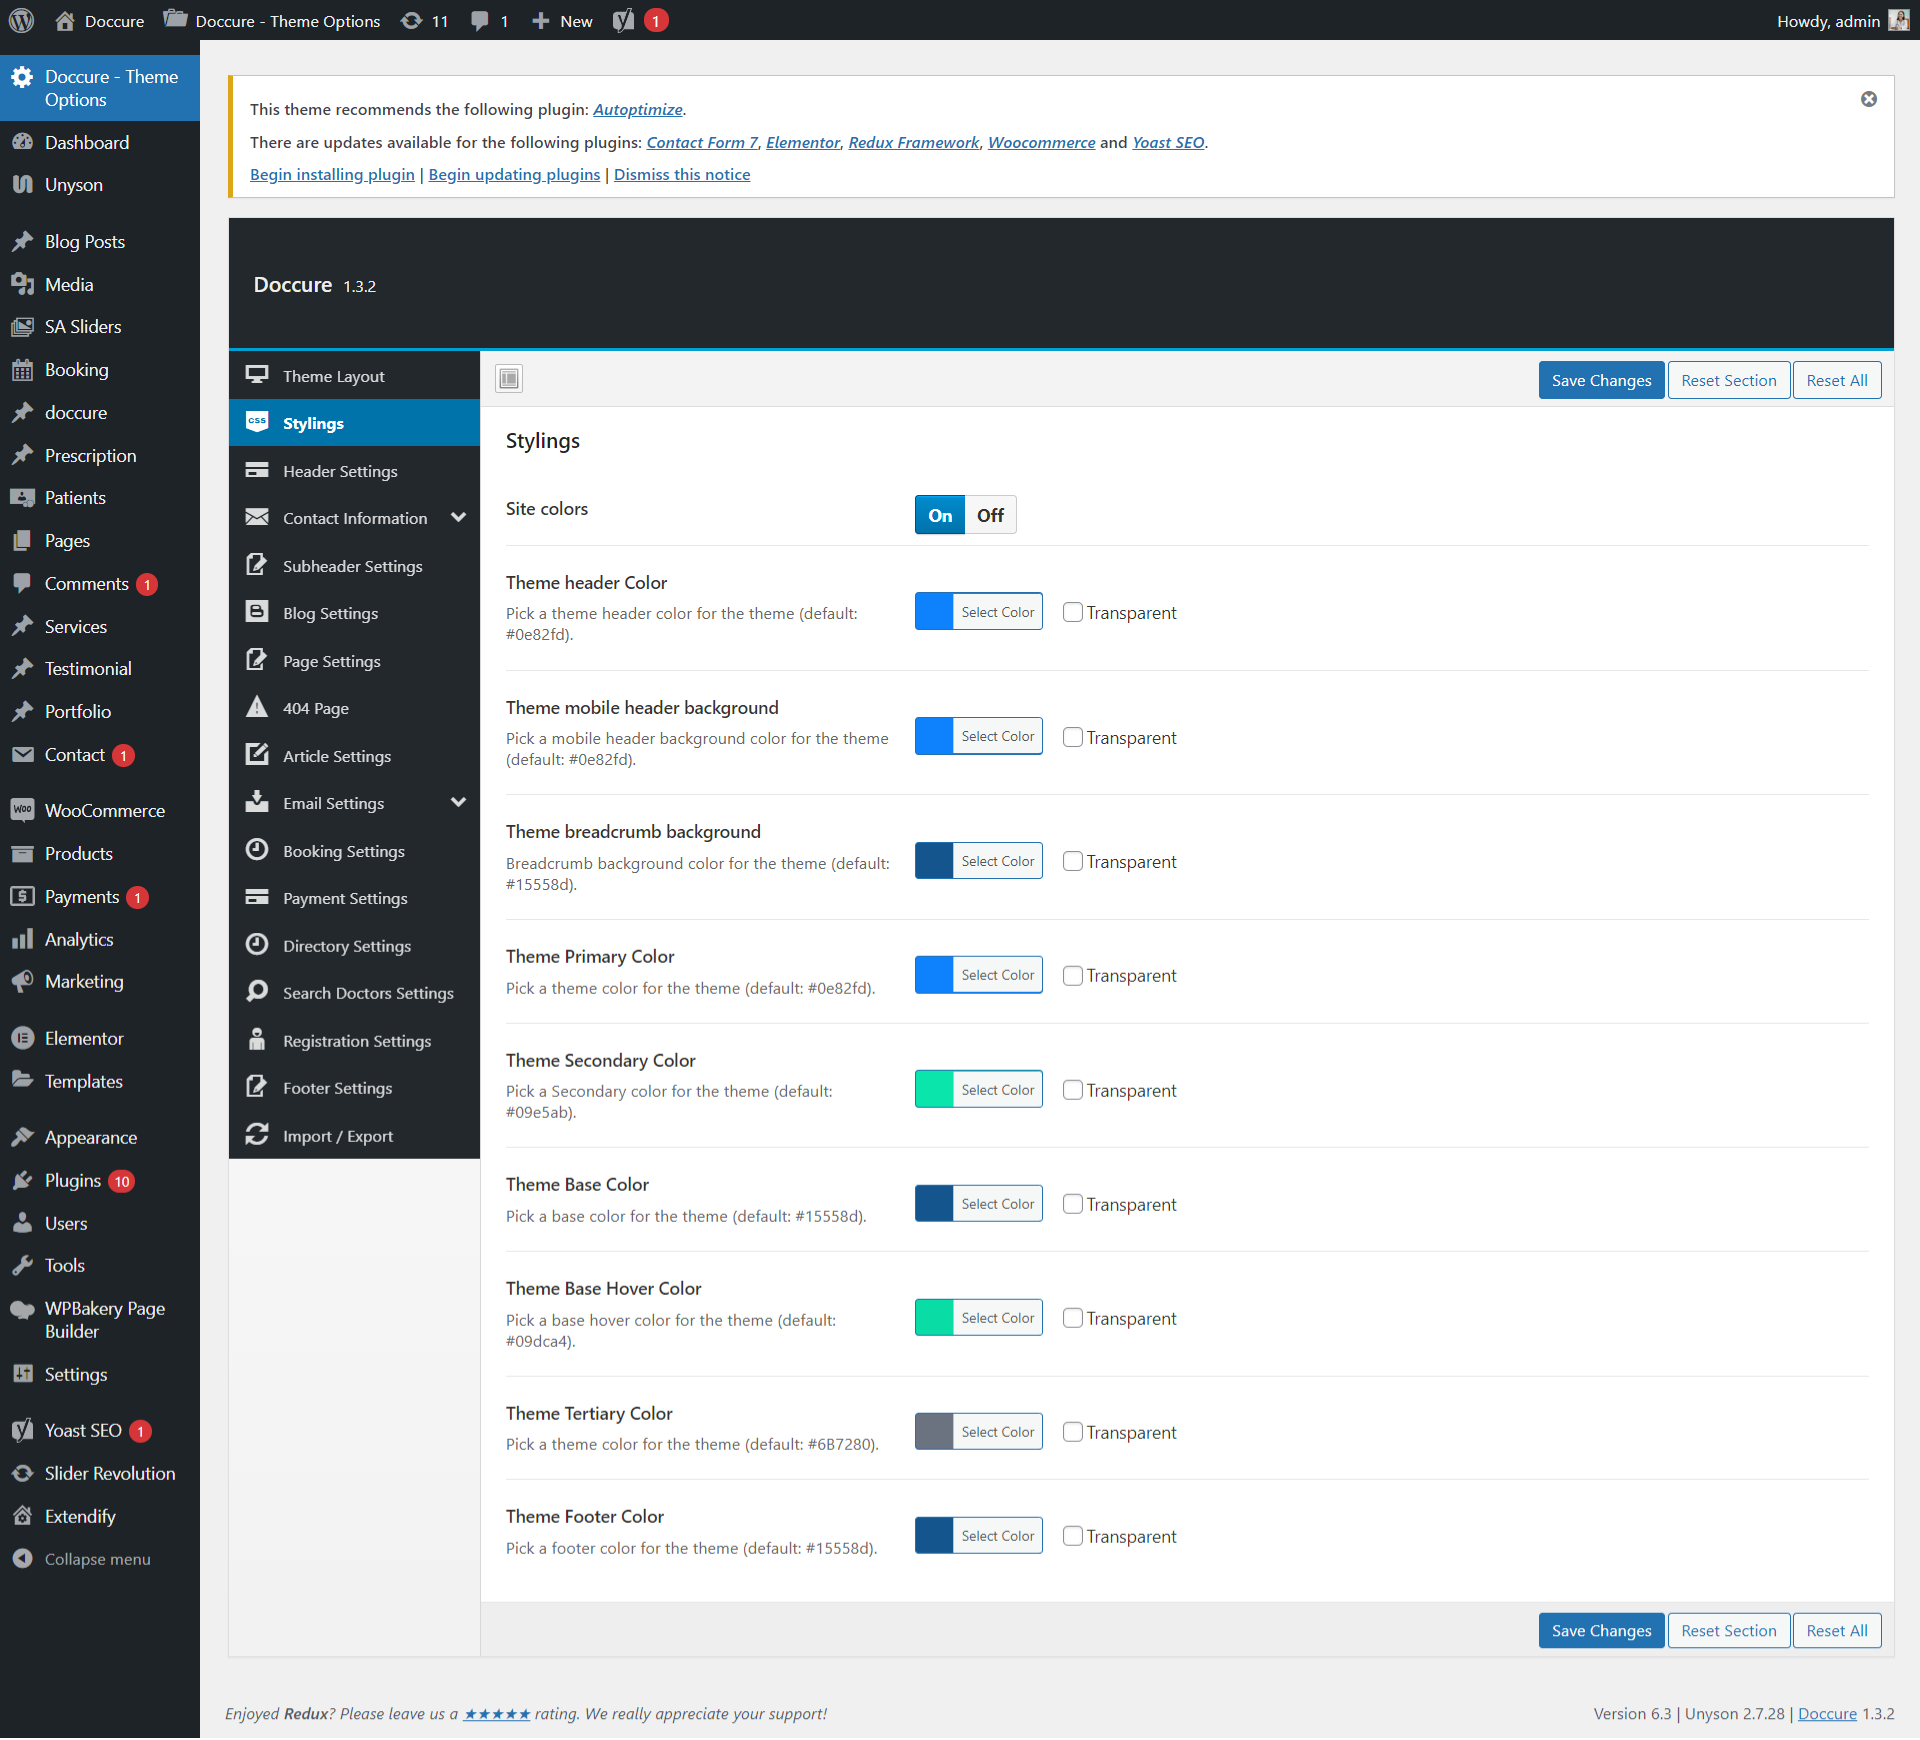 Doccure
Doccure - Theme Options
11
1
New
1
Howdy, admin
Doccure - Theme
Options
Dashboard
Unyson
Blog Posts
Media
SA Sliders
Booking
doccure
Prescription
Patients
Pages
Comments 1
Services
Testimonial
Portfolio
Contact 1
WooCommerce
Products
Payments 1
Analytics
Marketing
Elementor
Templates
Appearance
Plugins 10
Users
Tools
WPBakery Page
Builder
Settings
Yoast SEO 1
Slider Revolution
Extendify
Collapse menu
This theme recommends the following plugin: Autoptimize.
There are updates available for the following plugins: Contact Form 7, Elementor, Redux Framework, Woocommerce and Yoast SEO.
Begin installing plugin | Begin updating plugins | Dismiss this notice
Doccure 1.3.2
Theme Layout
css Stylings
Header Settings
Contact Information
Subheader Settings
Blog Settings
Page Settings
404 Page
Article Settings
Email Settings
Booking Settings
Payment Settings
Directory Settings
Search Doctors Settings
Registration Settings
Footer Settings
Import / Export
Save Changes Reset Section Reset All
Stylings
Site colors
On Off
Theme header Color
Pick a theme header color for the theme (default:
#0e82fd).
Select Color Transparent
Theme mobile header background
Pick a mobile header background color for the theme
(default: #0e82fd).
Select Color Transparent
Theme breadcrumb background
Breadcrumb background color for the theme (default:
#15558d).
Select Color Transparent
Theme Primary Color
Pick a theme color for the theme (default: #0e82fd).
Select Color Transparent
Theme Secondary Color
Pick a Secondary color for the theme (default:
#09e5ab).
Select Color Transparent
Theme Base Color
Pick a base color for the theme (default: #15558d).
Select Color Transparent
Theme Base Hover Color
Pick a base hover color for the theme (default:
#09dca4).
Select Color Transparent
Theme Tertiary Color
Pick a theme color for the theme (default: #6B7280).
Select Color Transparent
Theme Footer Color
Pick a footer color for the theme (default: #15558d).
Select Color Transparent
Save Changes Reset Section Reset All
Enjoyed Redux? Please leave us a ★★★★★ rating. We really appreciate your support!
Version 6.3 | Unyson 2.7.28 | Doccure 1.3.2